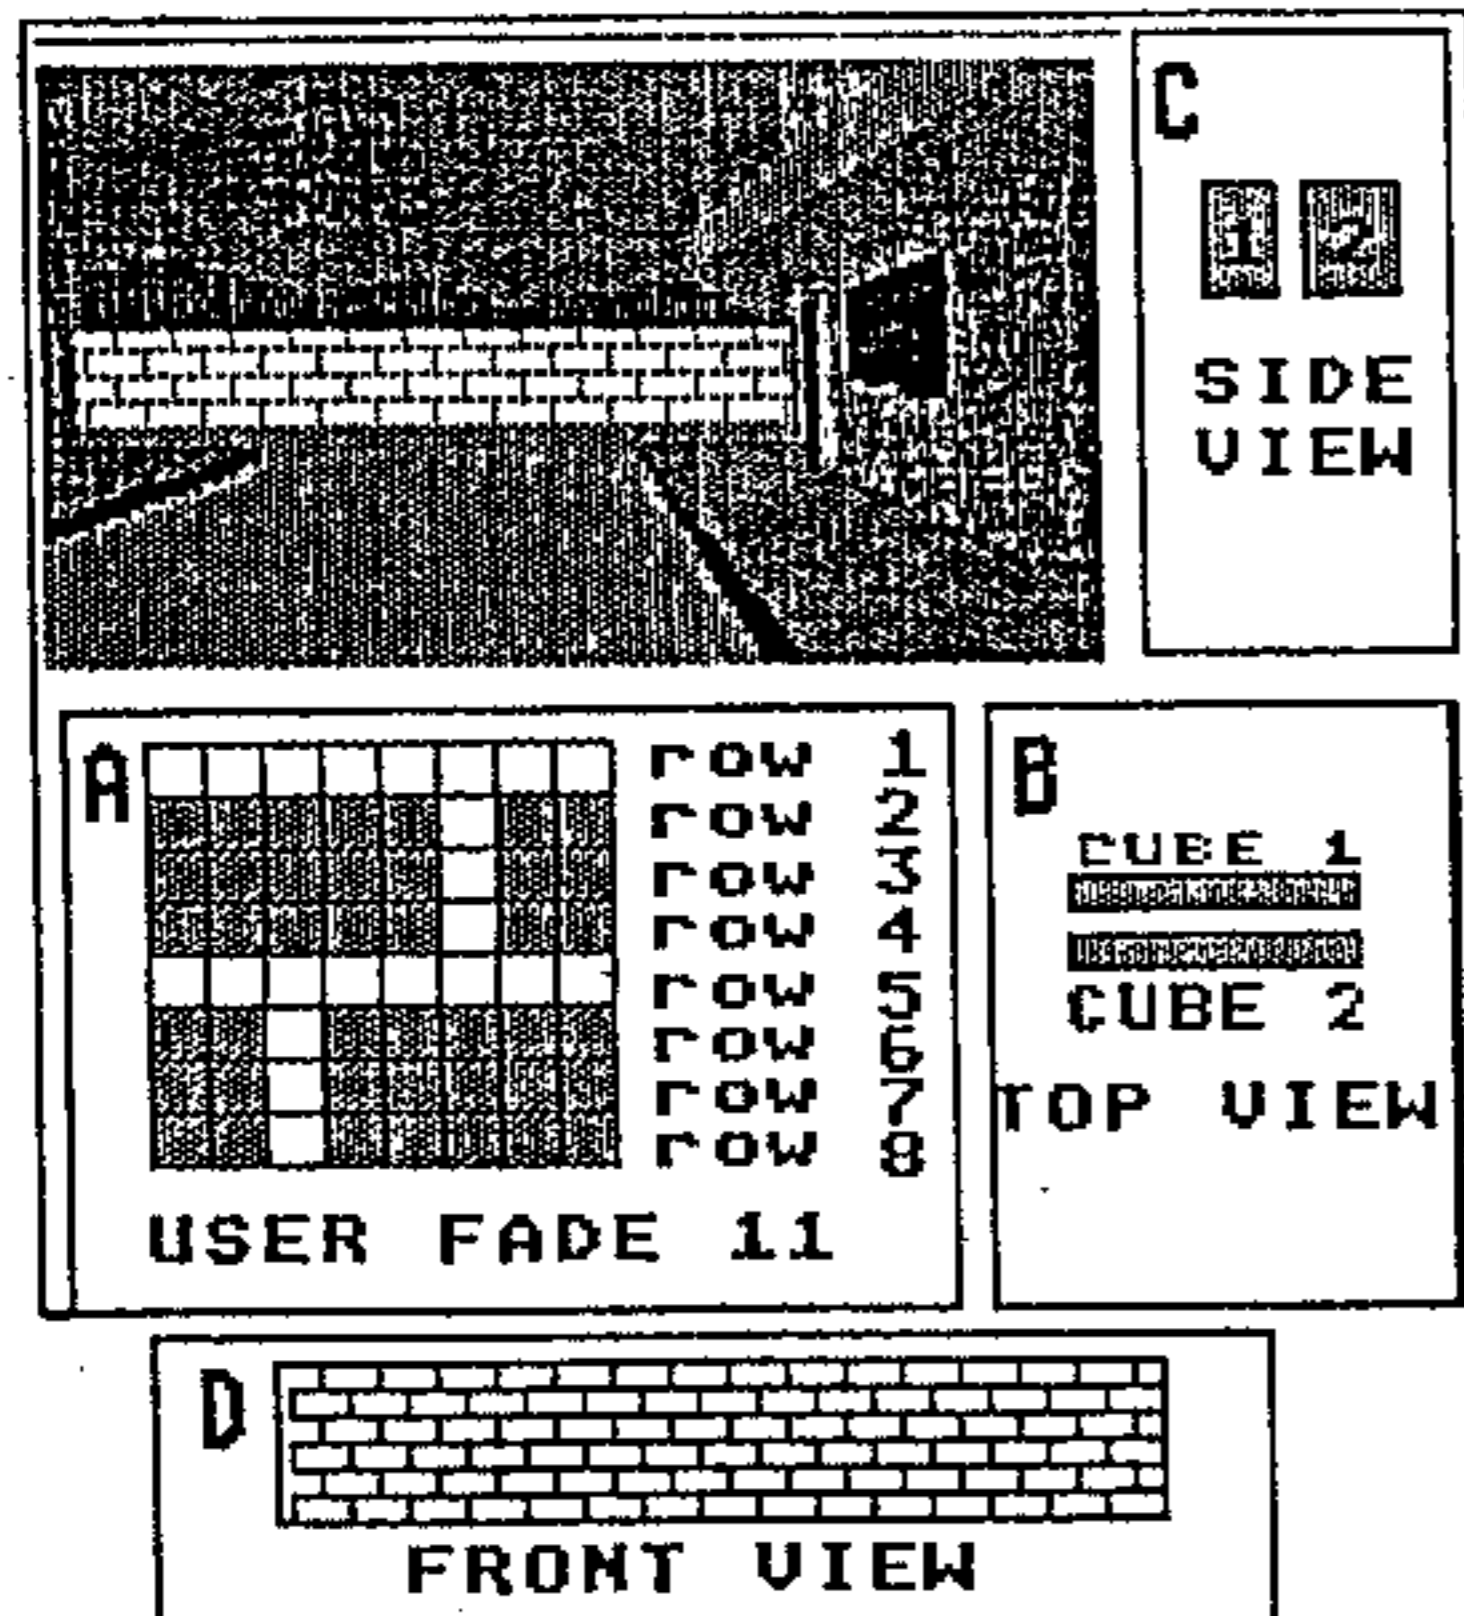 C
1 2
SIDE
VIEW
A
row 1
row 2
row 3
row 4
row 5
row 6
row 7
row 8
USER FADE 11
B
CUBE 1
CUBE 2
TOP VIEW
D
FRONT VIEW